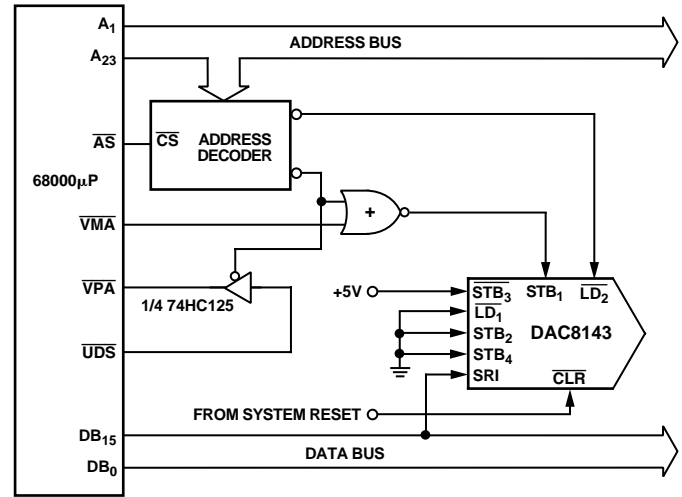 A1
ADDRESS BUS
A23
AS
CS
ADDRESS
DECODER
68000µP
VMA
+
VPA
1/4 74HC125
UDS
+5V
STB3
STB1
LD2
LD1
STB2
DAC8143
STB4
SRI
CLR
FROM SYSTEM RESET
DB15
DATA BUS
DB0